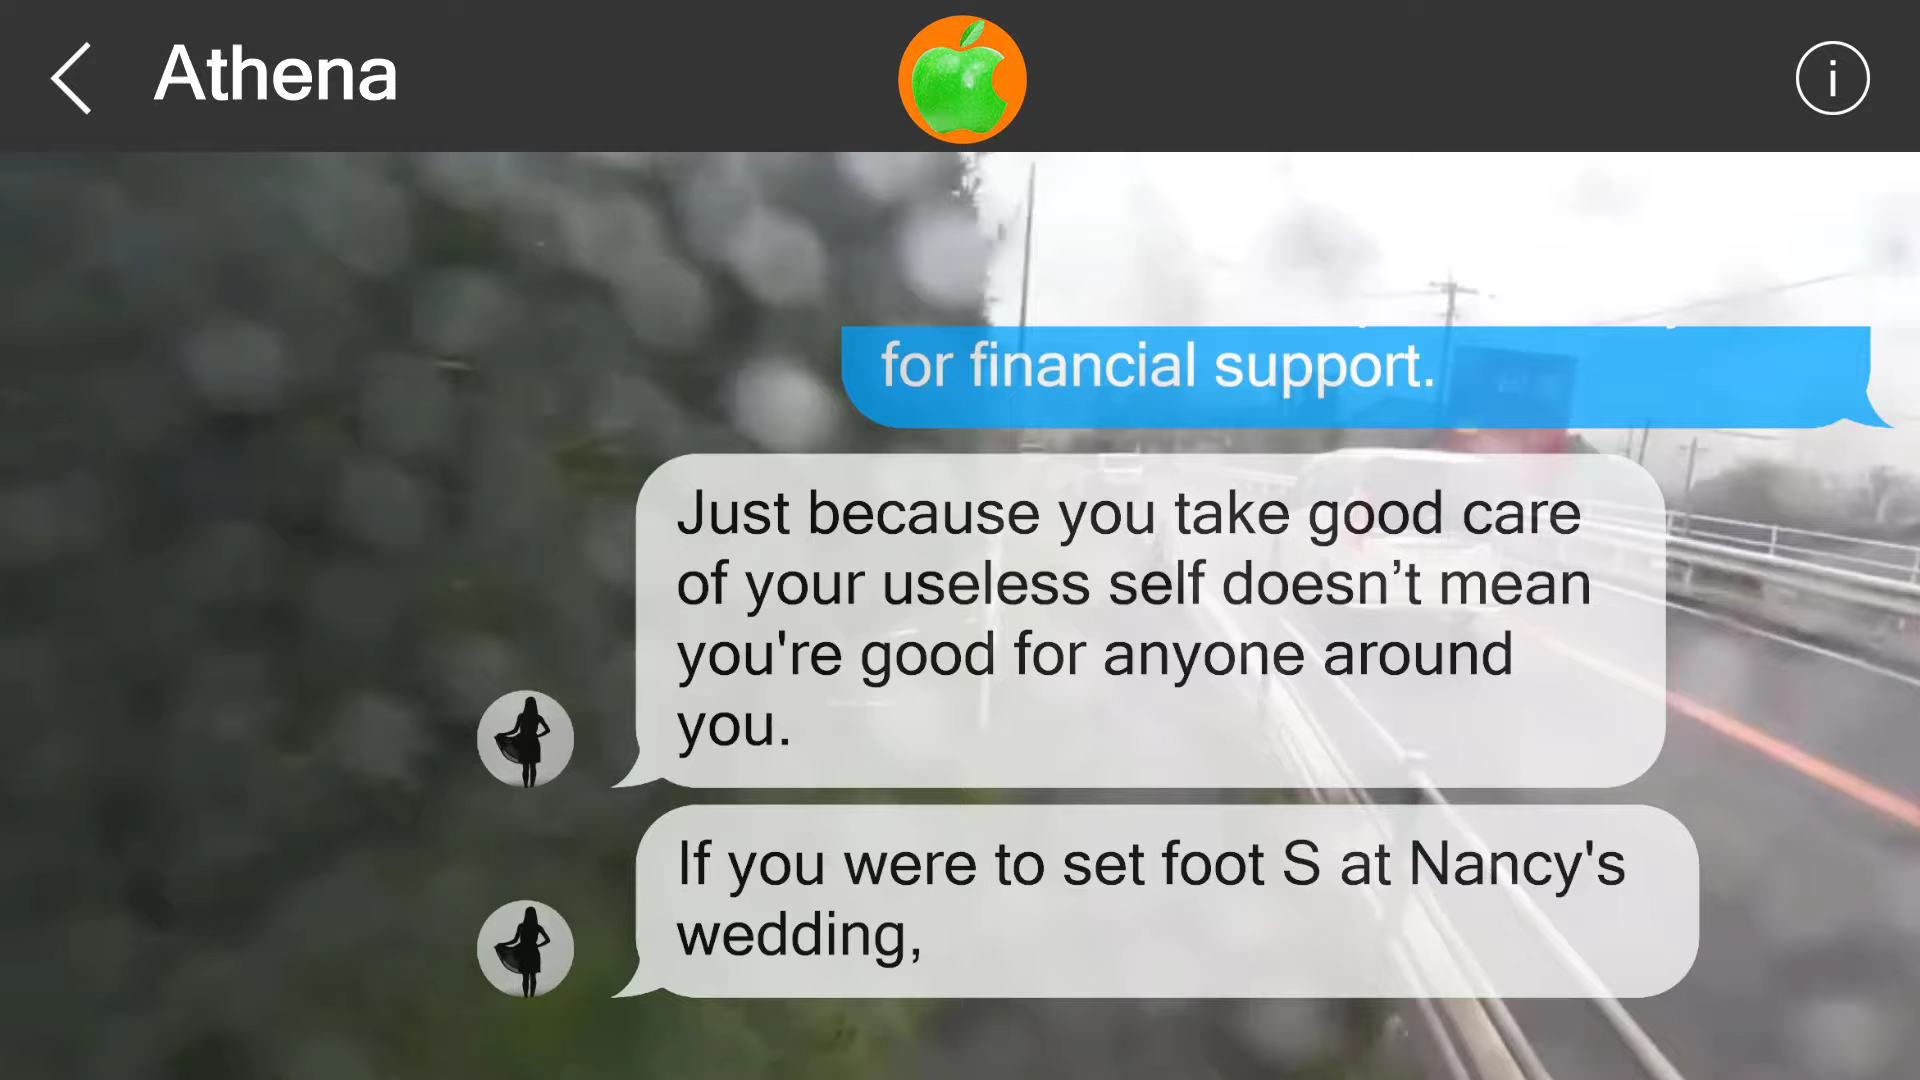 Athena
for financial support.
Just because you take good care
of your useless self doesn’t mean
you're good for anyone around
you.
If you were to set foot S at Nancy's
wedding,